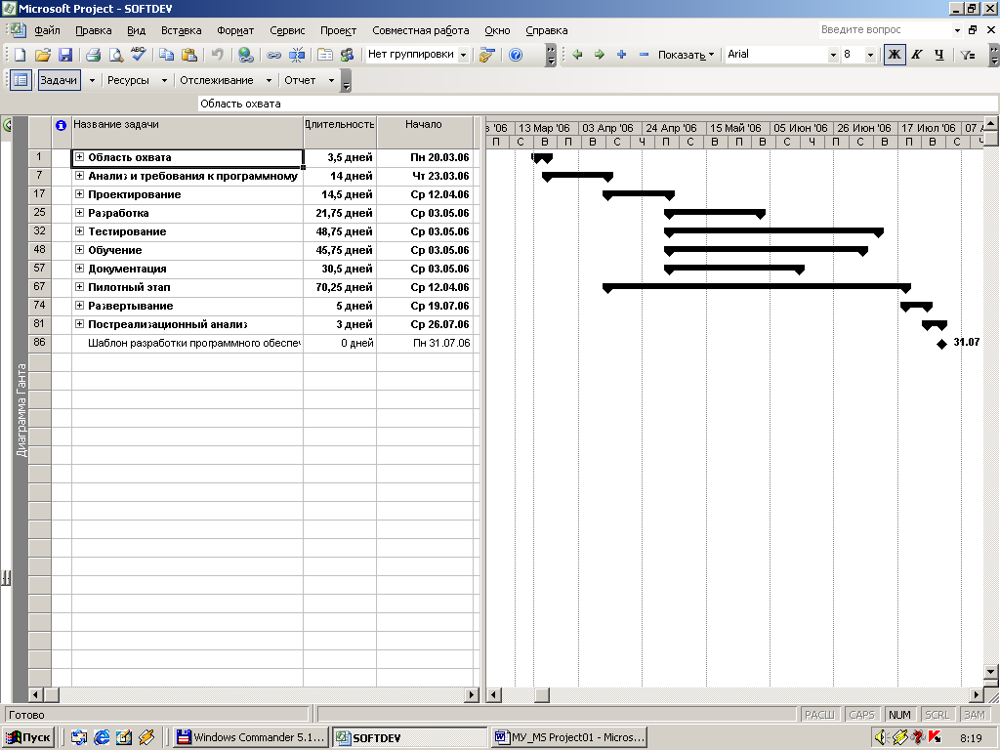 Microsoft Project - SOFTDEV
Файл Правка Вид Вставка Формат Сервис Проект Совместная работа Окно Справка Введите вопрос
Нет группировки Показать Arial 8 Ж К Ч
Задачи Ресурсы Отслеживание Отчет
Область охвата
Название задачи Длительность Начало
'06 13 Мар '06 03 Апр '06 24 Апр '06 15 Май '06 05 Июн '06 26 Июн '06 17 Июл '06 07
П С В П В С Ч П В П С Ч П В С П В С Ч
1 Область охвата 3,5 дней Пн 20.03.06
7 Анализ и требования к программному 14 дней Чт 23.03.06
17 Проектирование 14,5 дней Ср 12.04.06
25 Разработка 21,75 дней Ср 03.05.06
32 Тестирование 48,75 дней Ср 03.05.06
48 Обучение 45,75 дней Ср 03.05.06
57 Документация 30,5 дней Ср 03.05.06
67 Пилотный этап 70,25 дней Ср 12.04.06
74 Развертывание 5 дней Ср 19.07.06
81 Постреализационный анализ 3 дней Ср 26.07.06
86 Шаблон разработки программного обеспеч 0 дней Пн 31.07.06
31.07
Диаграмма Ганта
Готово РАСШ CAPS NUM SCRL ЗАМ
Пуск Windows Commander 5.1... SOFTDEV МУ_MS Project01 - Micros... 8:19